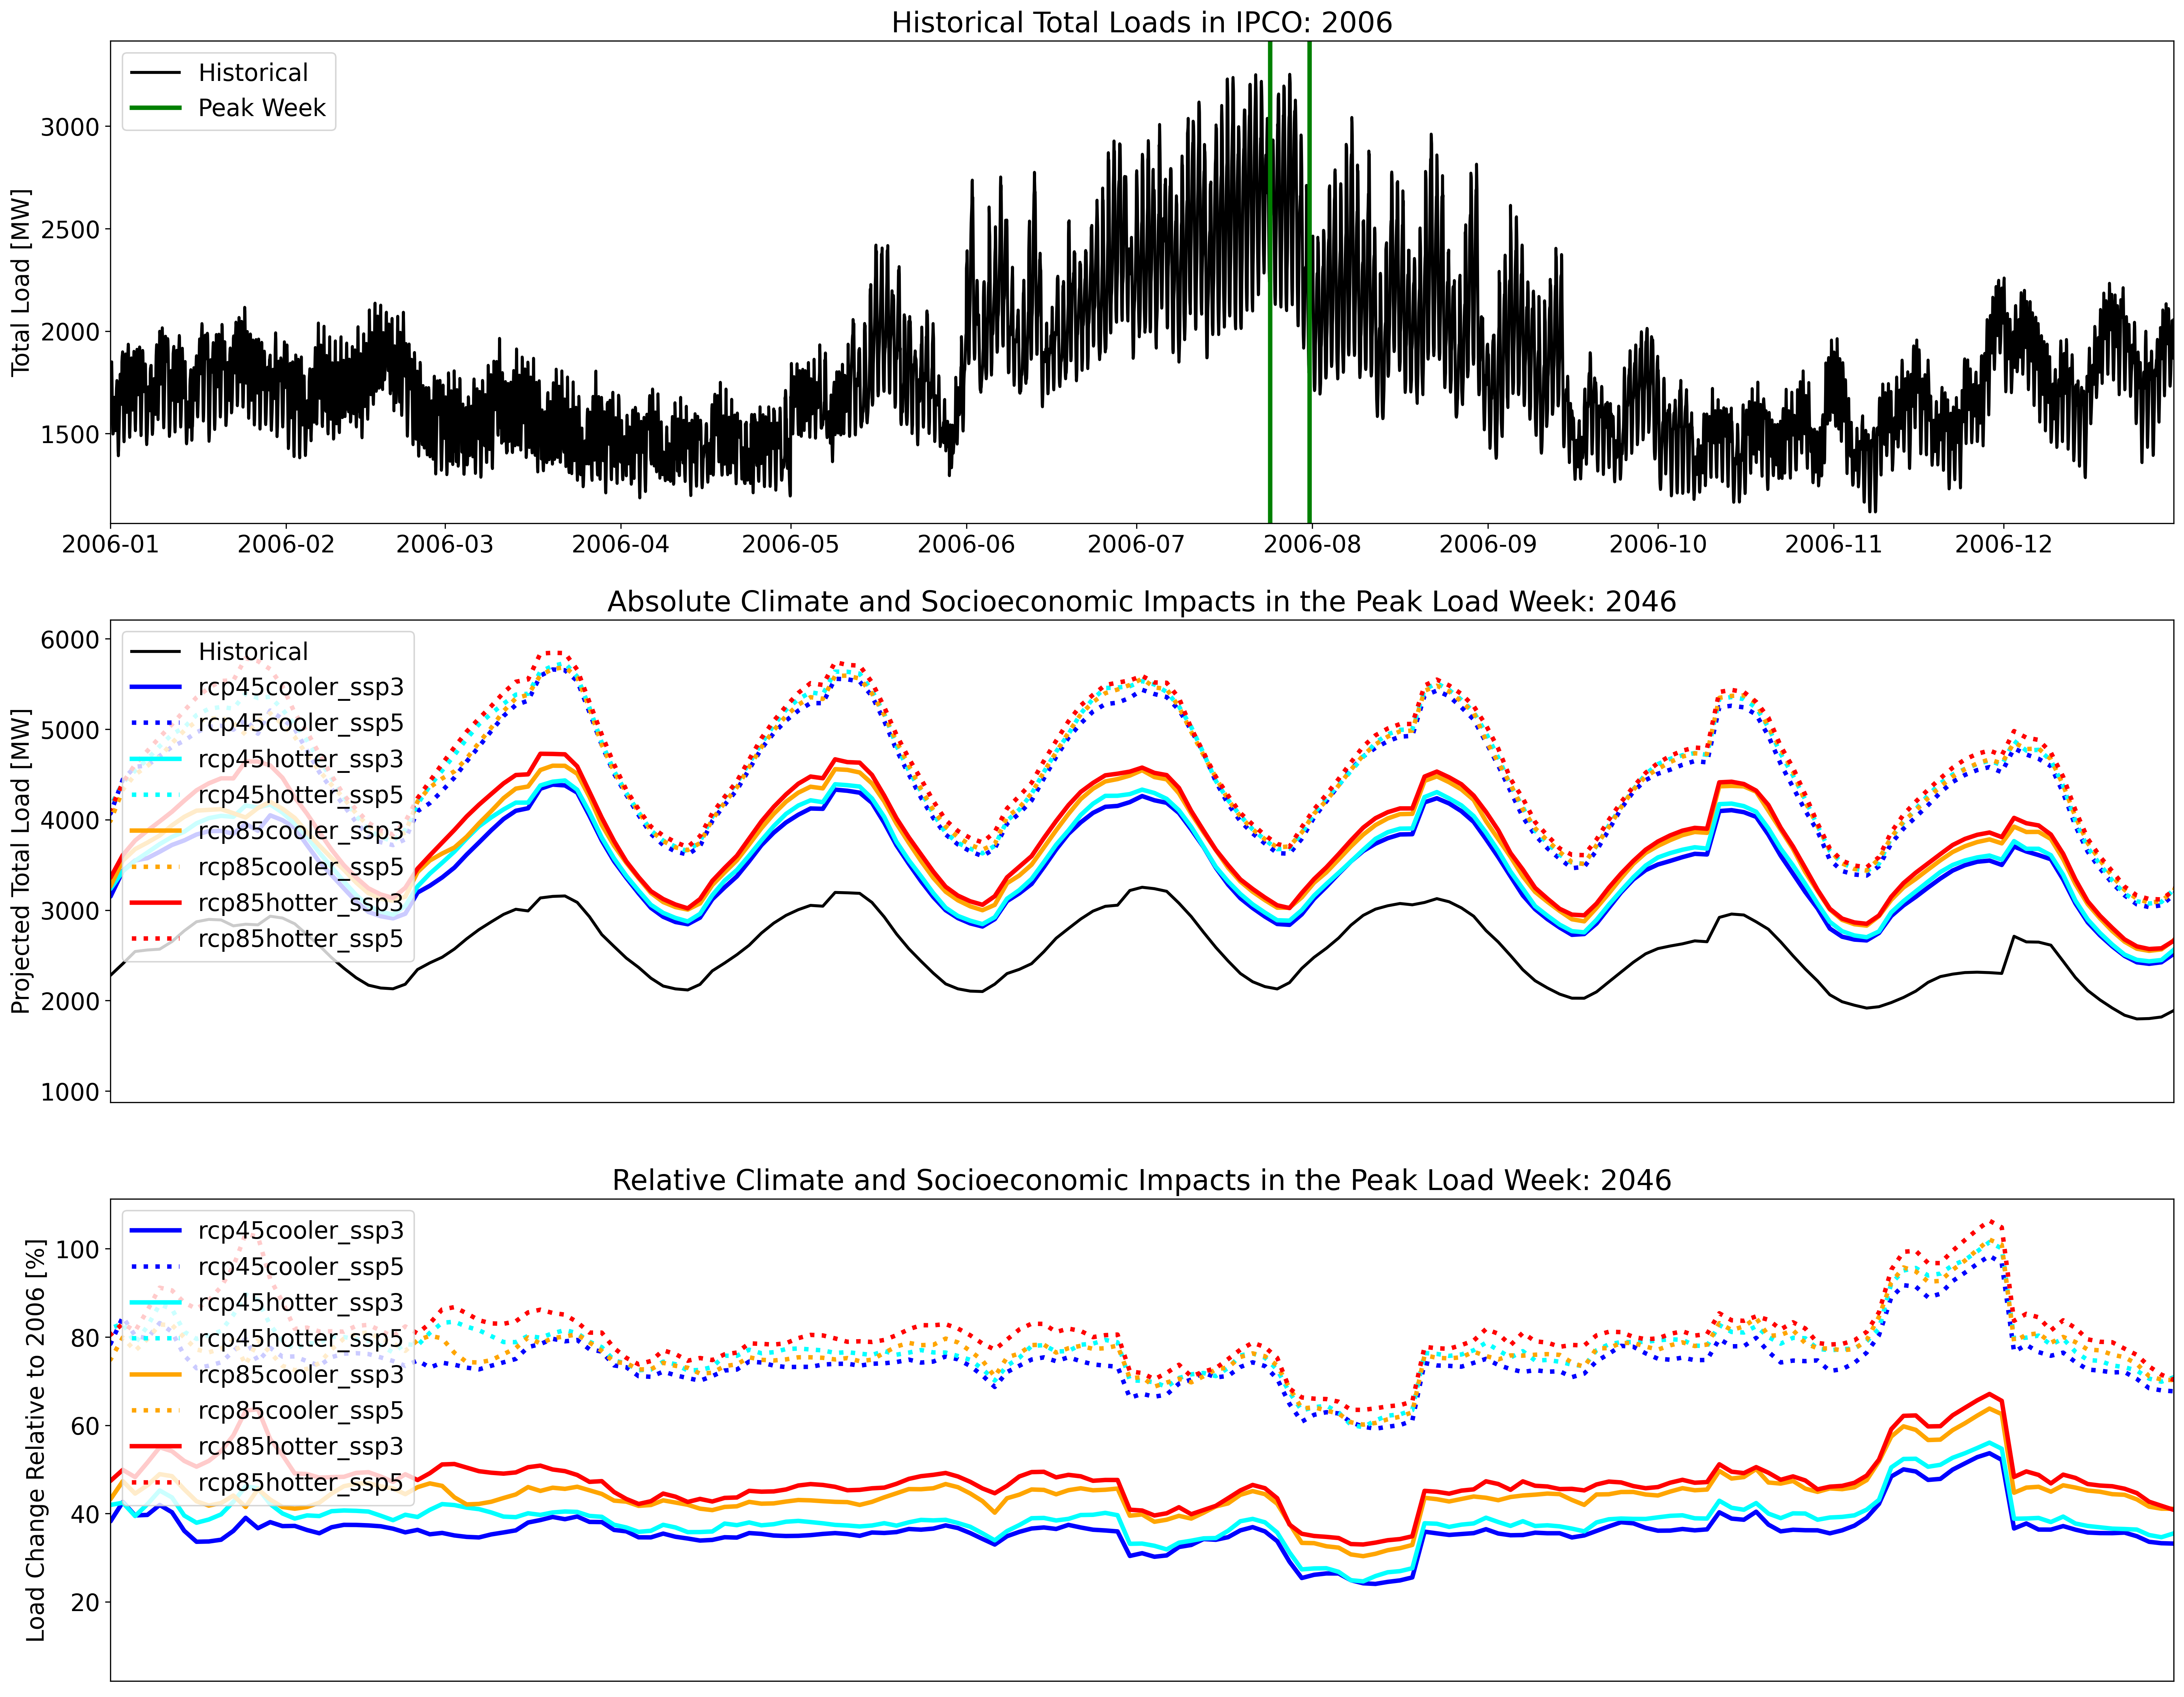 Historical Total Loads in IPCO: 2006
Historical
Peak Week
Total Load [MW]
3000
2500
2000
1500
2006-01 2006-02 2006-03 2006-04 2006-05 2006-06 2006-07 2006-08 2006-09 2006-10 2006-11 2006-12
Absolute Climate and Socioeconomic Impacts in the Peak Load Week: 2046
Historical
rcp45cooler_ssp3
rcp45cooler_ssp5
rcp45hotter_ssp3
rcp45hotter_ssp5
rcp85cooler_ssp3
rcp85cooler_ssp5
rcp85hotter_ssp3
rcp85hotter_ssp5
Projected Total Load [MW]
6000
5000
4000
3000
2000
1000
Relative Climate and Socioeconomic Impacts in the Peak Load Week: 2046
rcp45cooler_ssp3
rcp45cooler_ssp5
rcp45hotter_ssp3
rcp45hotter_ssp5
rcp85cooler_ssp3
rcp85cooler_ssp5
rcp85hotter_ssp3
rcp85hotter_ssp5
Load Change Relative to 2006 [%]
100
80
60
40
20